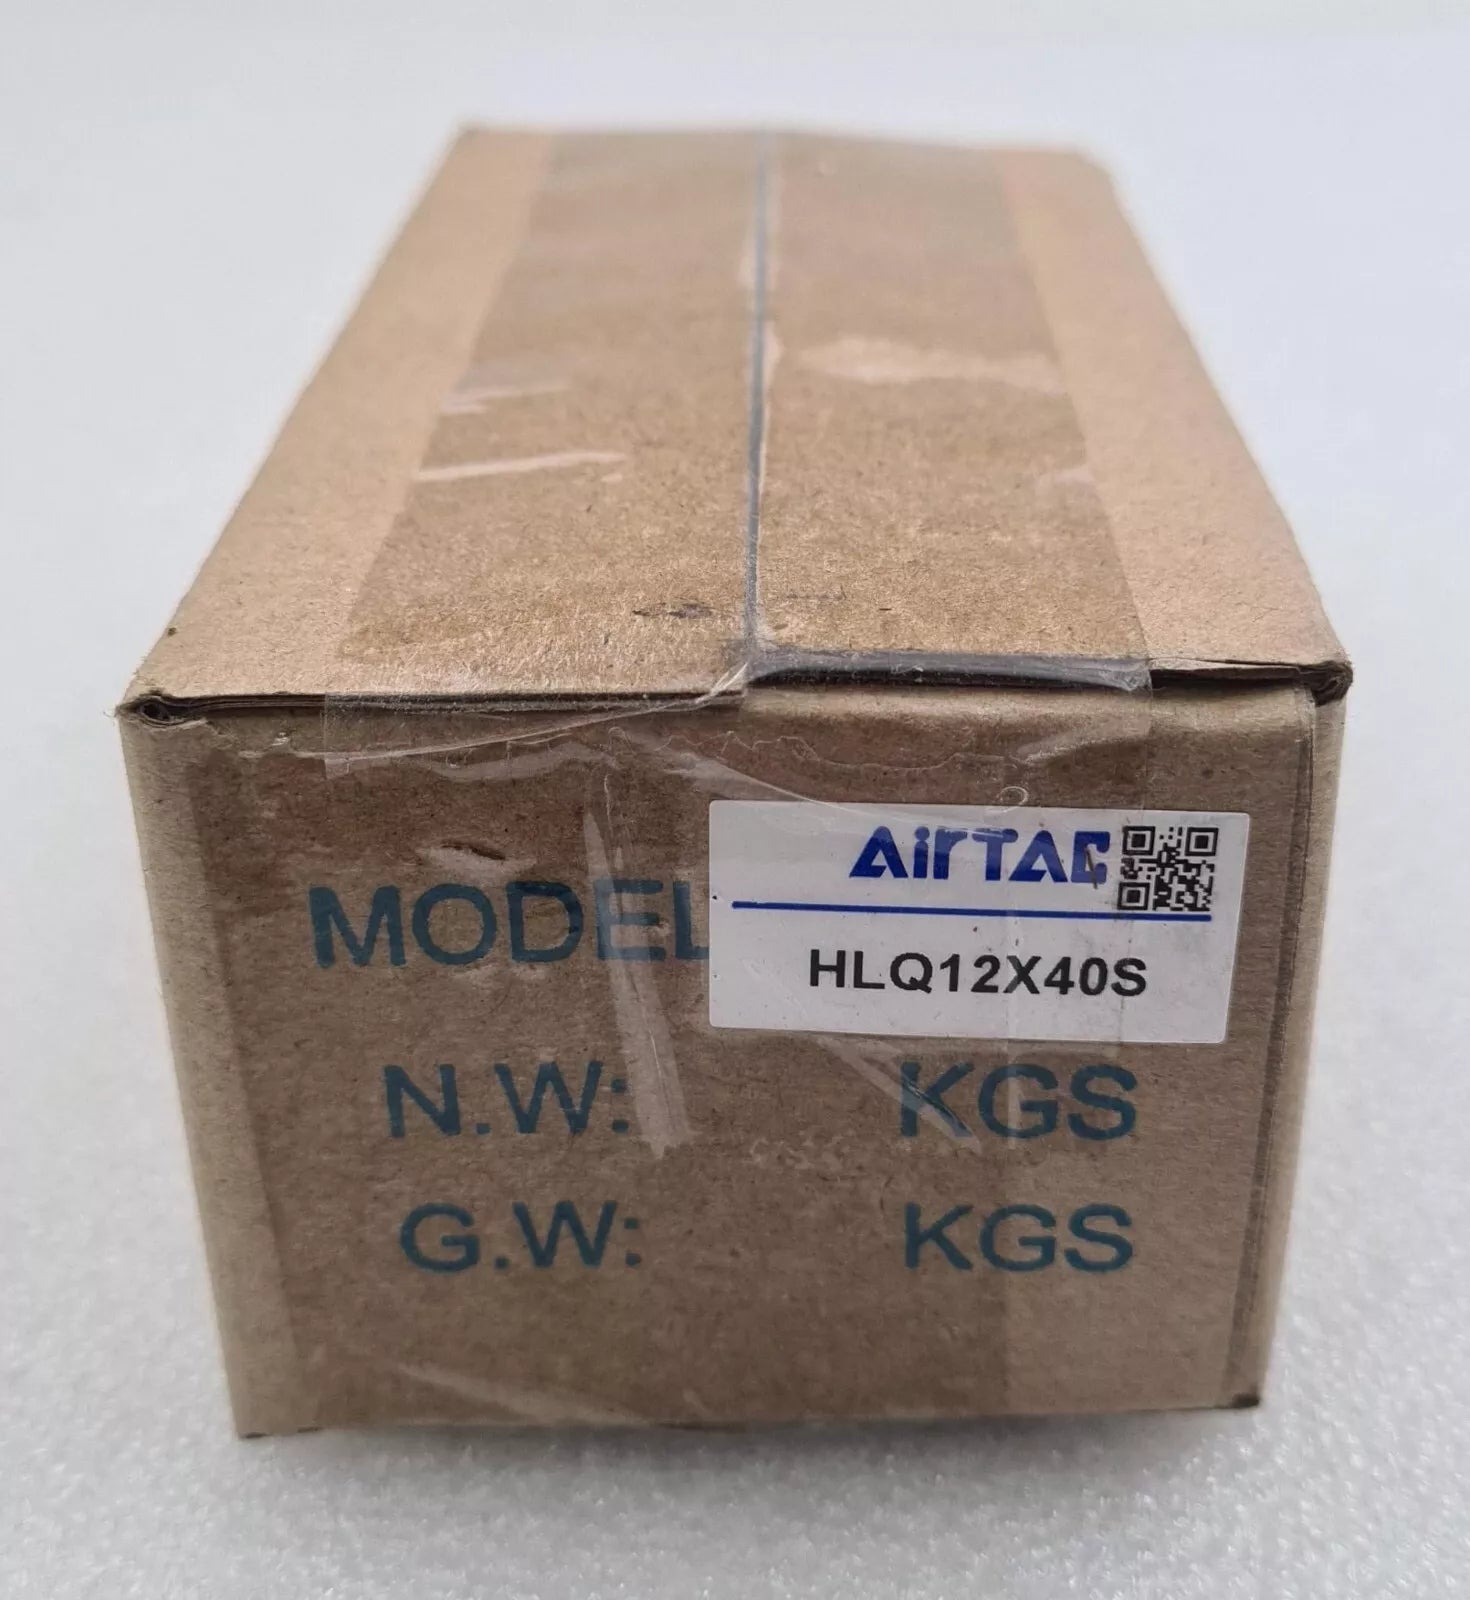 AirTAC
MODEL
HLQ12X40S
N.W: KGS
G.W: KGS